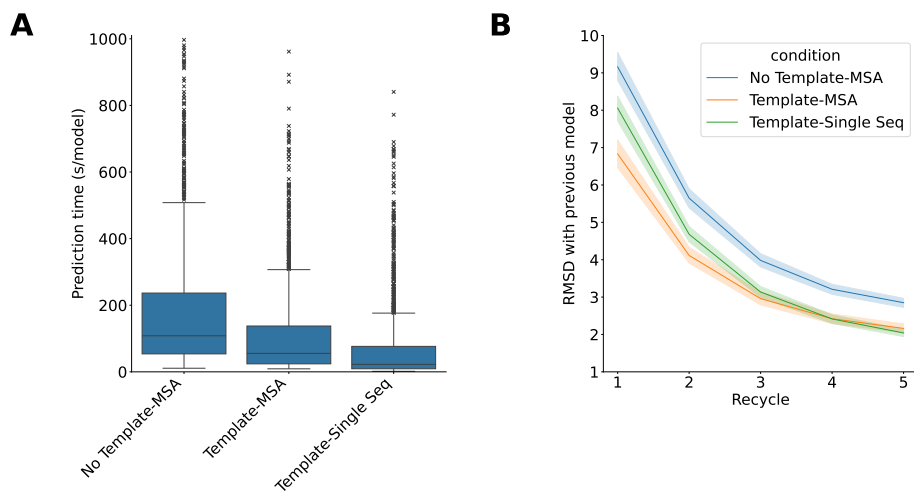 A
Prediction time (s/model)
1000
800
600
400
200
0
No Template-MSA
Template-MSA
Template-Single Seq
B
RMSD with previous model
10
9
8
7
6
5
4
3
2
1
condition
No Template-MSA
Template-MSA
Template-Single Seq
1 2 3 4 5
Recycle